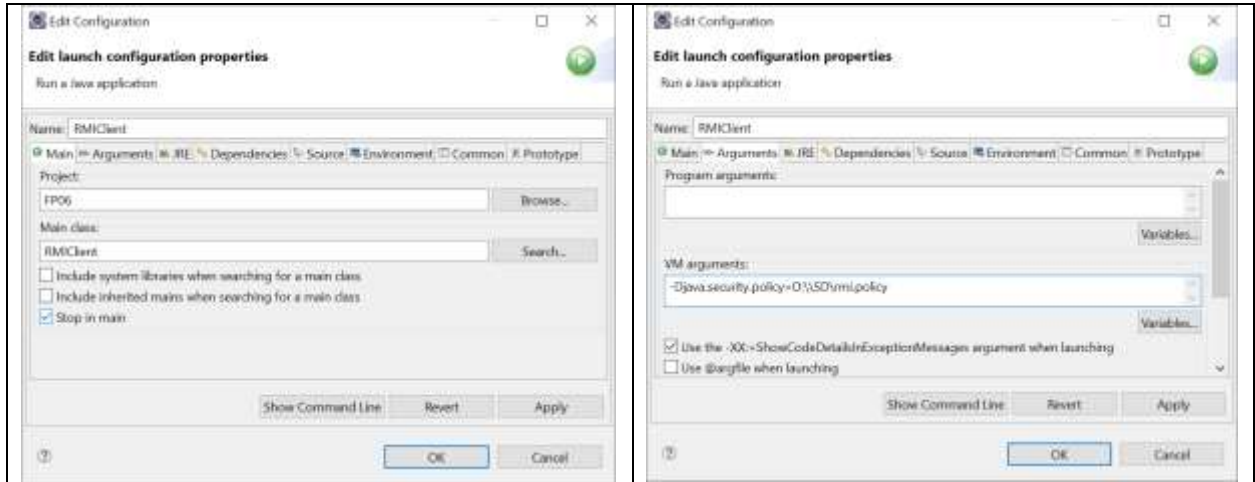 Edit Configuration
Edit launch configuration properties
Run a Java application
Name: RMIClient
Main Arguments JRE Dependencies Source Environment Common Prototype
Project:
FP06
Browse...
Main class:
RMIClient
Search...
Include system libraries when searching for a main class
Include inherited mains when searching for a main class
Stop in main
Show Command Line Revert Apply
OK Cancel
Edit Configuration
Edit launch configuration properties
Run a Java application
Name: RMIClient
Main Arguments JRE Dependencies Source Environment Common Prototype
Program arguments:
Variables...
VM arguments:
Variables...
Use the -XX:+ShowCodeDetailsInExceptionMessages argument when launching
Use @argfile when launching
Show Command Line Revert Apply
OK Cancel